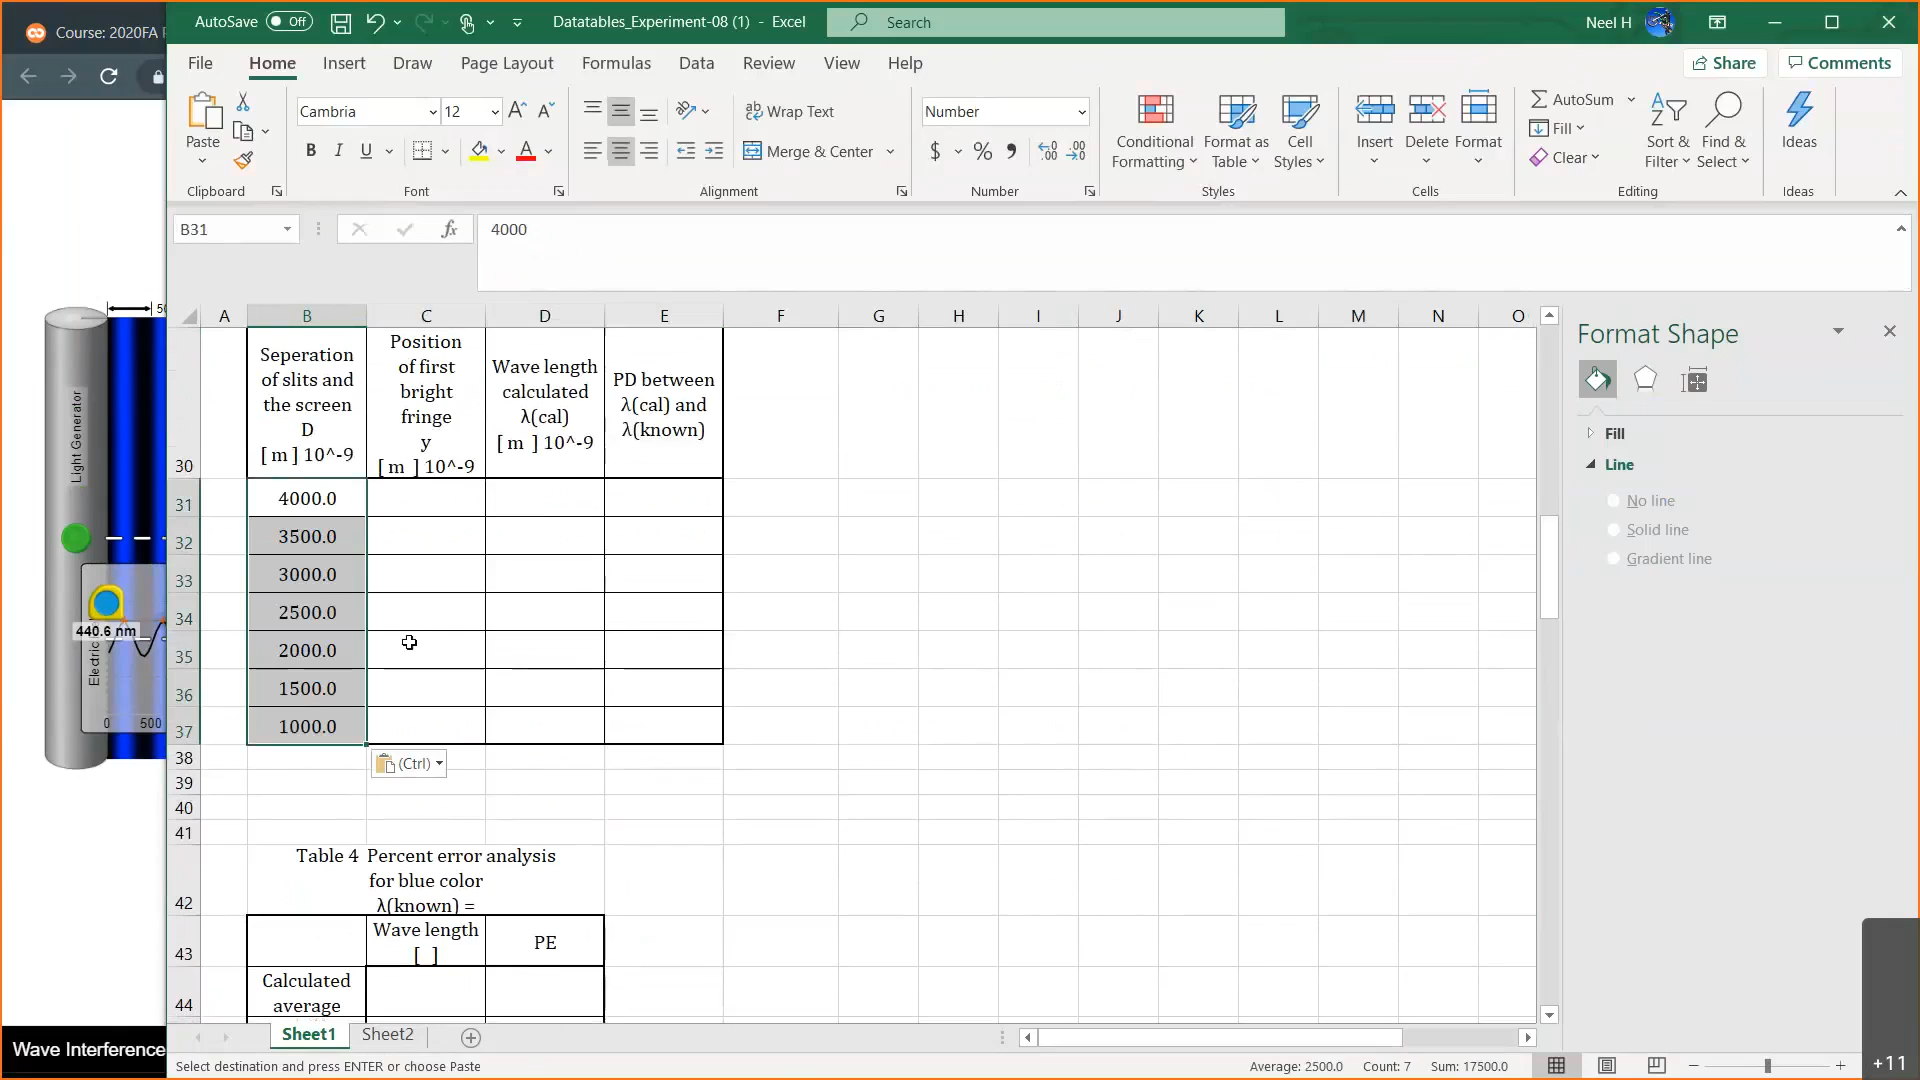 AutoSave Off
Datatables_Experiment-08 (1) - Excel
Search
Neel H
Course: 2020FA
File Home Insert Draw Page Layout Formulas Data Review View Help
Share Comments
Paste
Clipboard
Cambria 12
B I U
Font
Wrap Text
Merge & Center
Alignment
Number
$ %
Number
Conditional Formatting
Format as Table
Cell Styles
Styles
Insert Delete Format
Cells
AutoSum
Fill
Clear
Sort & Filter
Find & Select
Editing
Ideas
Ideas
B31
fx
4000
A B C D E F G H I J K L M N O
Seperation
of slits and
the screen
D
[ m ] 10^-9
Position
of first
bright
fringe
y
[ m ] 10^-9
Wave length
calculated
λ(cal)
[ m ] 10^-9
PD between
λ(cal) and
λ(known)
30
31 4000.0
32 3500.0
33 3000.0
34 2500.0
35 2000.0
36 1500.0
37 1000.0
38
(Ctrl)
39
40
41
Table 4 Percent error analysis
for blue color
42 λ(known) =
Wave length
[ ]
PE
43
Calculated
average
44
Sheet1 Sheet2
Select destination and press ENTER or choose Paste
Average: 2500.0 Count: 7 Sum: 17500.0
Format Shape
Fill
Line
No line
Solid line
Gradient line
+11
Light Generator
440.6 nm
Electric
0 500
Wave Interference